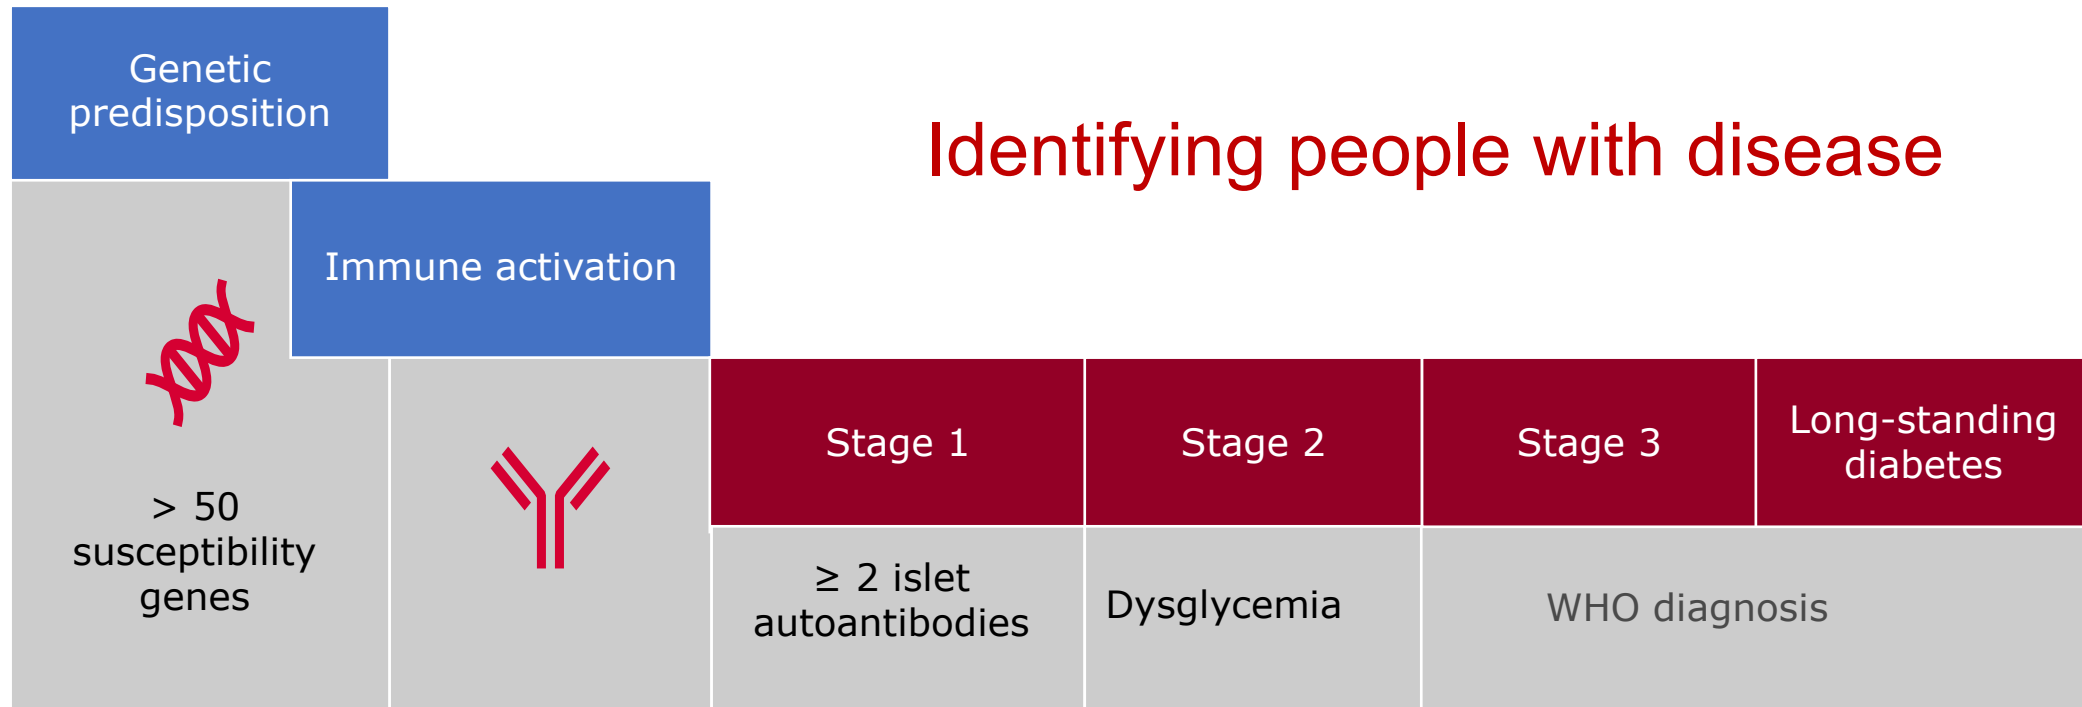 Genetic
predisposition
Identifying people with disease
Immune activation
> 50
susceptibility
genes
Stage 1
Stage 2
Stage 3
Long-standing
diabetes
≥ 2 islet
autoantibodies
Dysglycemia
WHO diagnosis